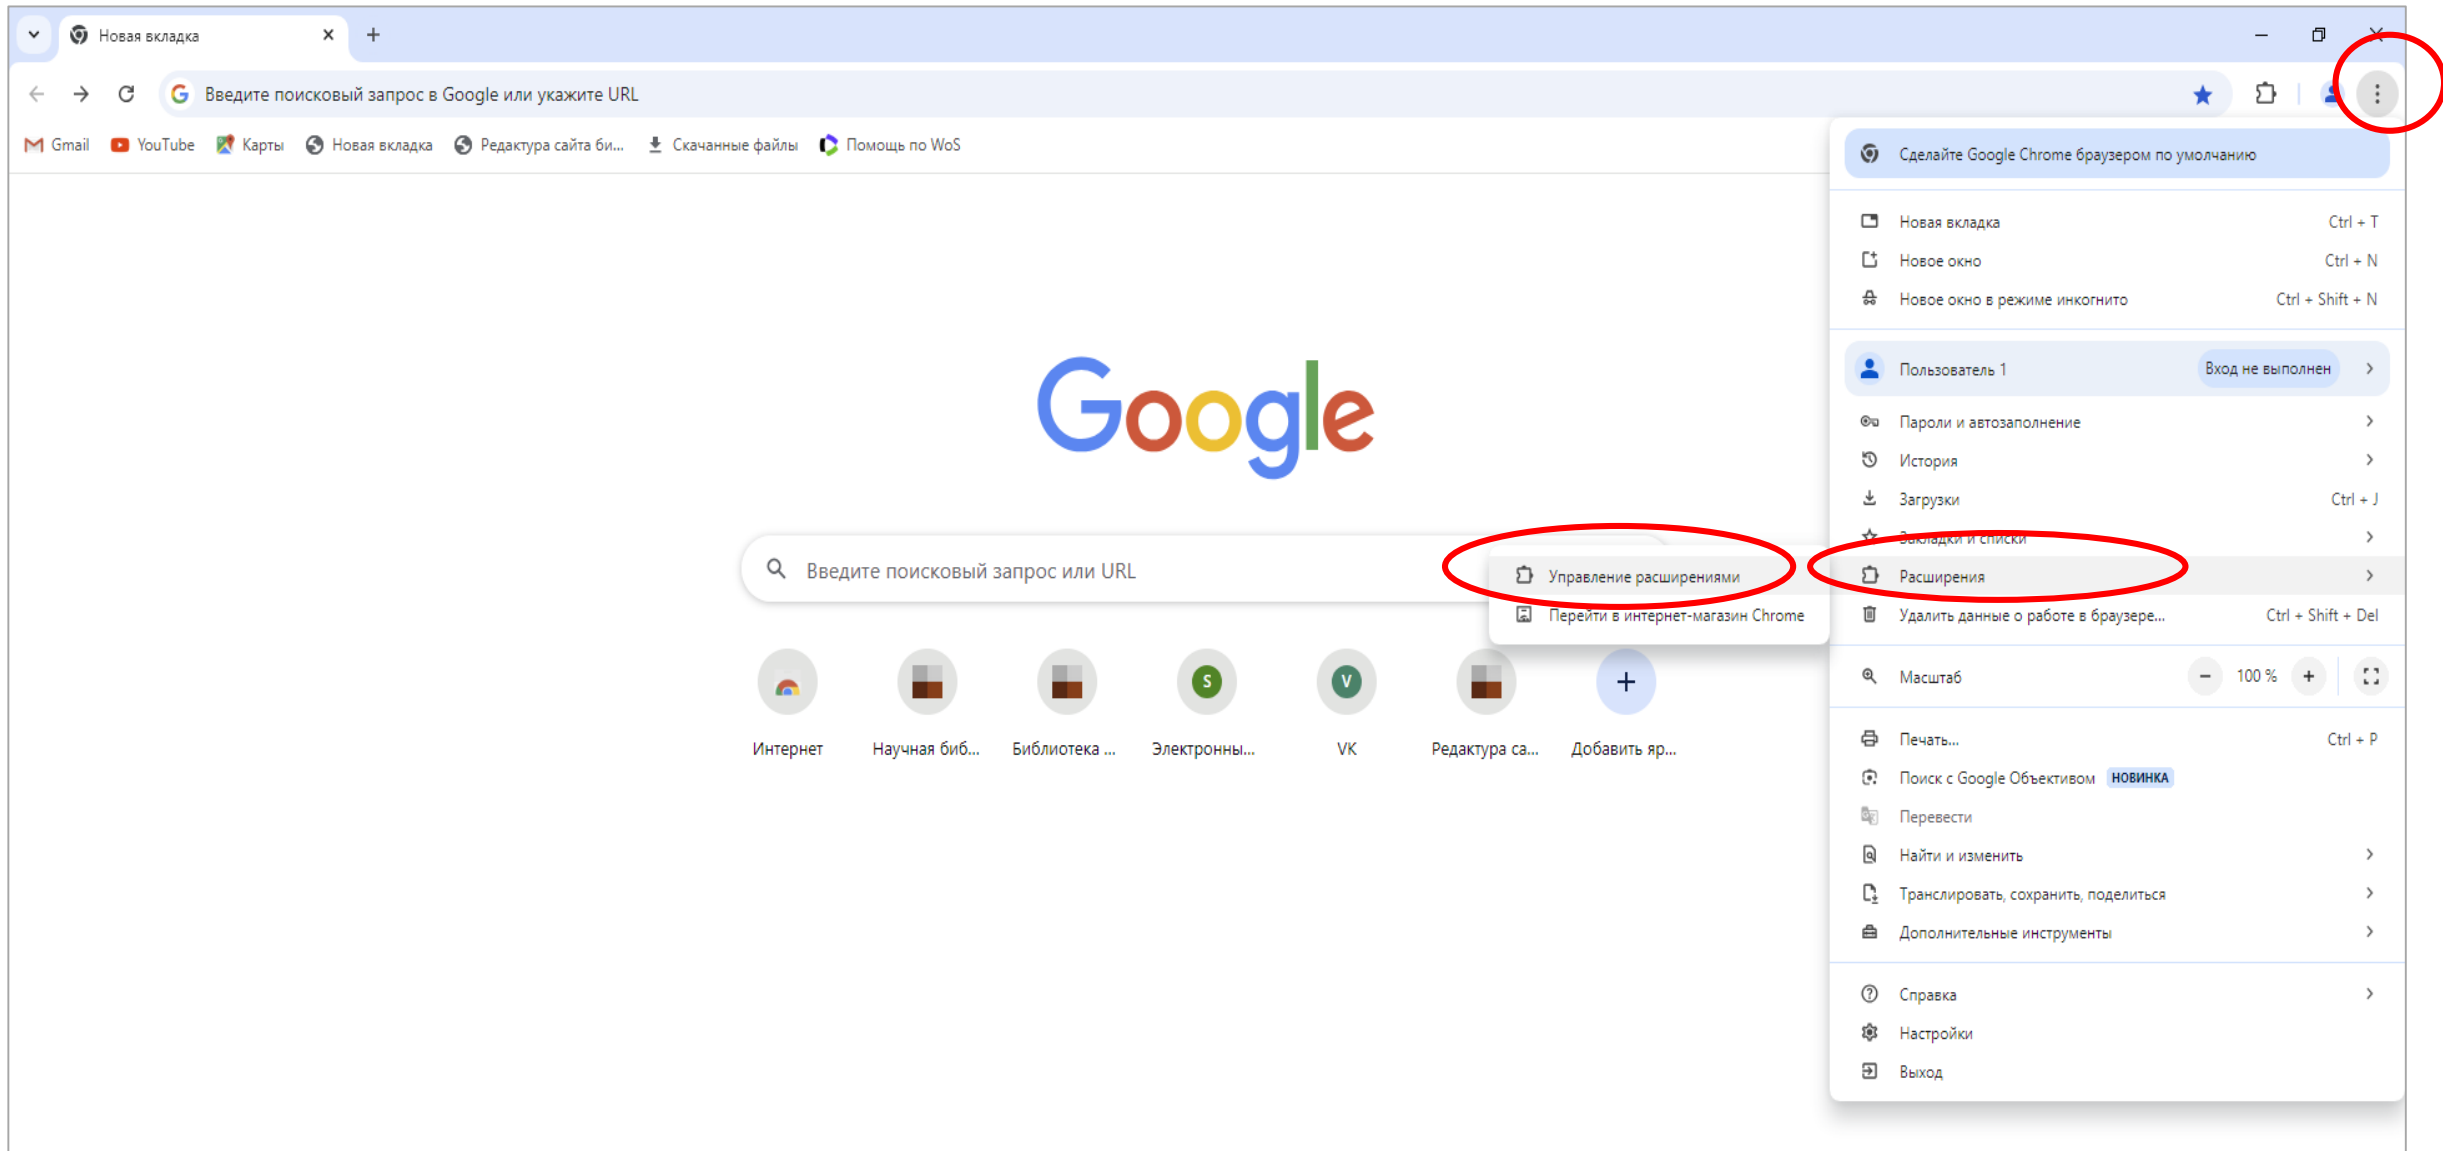 Новая вкладка
Введите поисковый запрос в Google или укажите URL
Gmail YouTube Карты Новая вкладка Редактура сайта би... Скачанные файлы Помощь по WoS
Google
Введите поисковый запрос или URL
Интернет Научная биб... Библиотека ... Электронны... VK Редактура са... Добавить яр...
S V
Управление расширениями
Перейти в интернет-магазин Chrome
Сделайте Google Chrome браузером по умолчанию
Новая вкладка Ctrl + T
Новое окно Ctrl + N
Новое окно в режиме инкогнито Ctrl + Shift + N
Пользователь 1 Вход не выполнен
Пароли и автозаполнение
История
Загрузки Ctrl + J
Закладки и списки
Расширения
Удалить данные о работе в браузере... Ctrl + Shift + Del
Масштаб - 100 % +
Печать... Ctrl + P
Поиск с Google Объективом НОВИНКА
Перевести
Найти и изменить
Транслировать, сохранить, поделиться
Дополнительные инструменты
Справка
Настройки
Выход